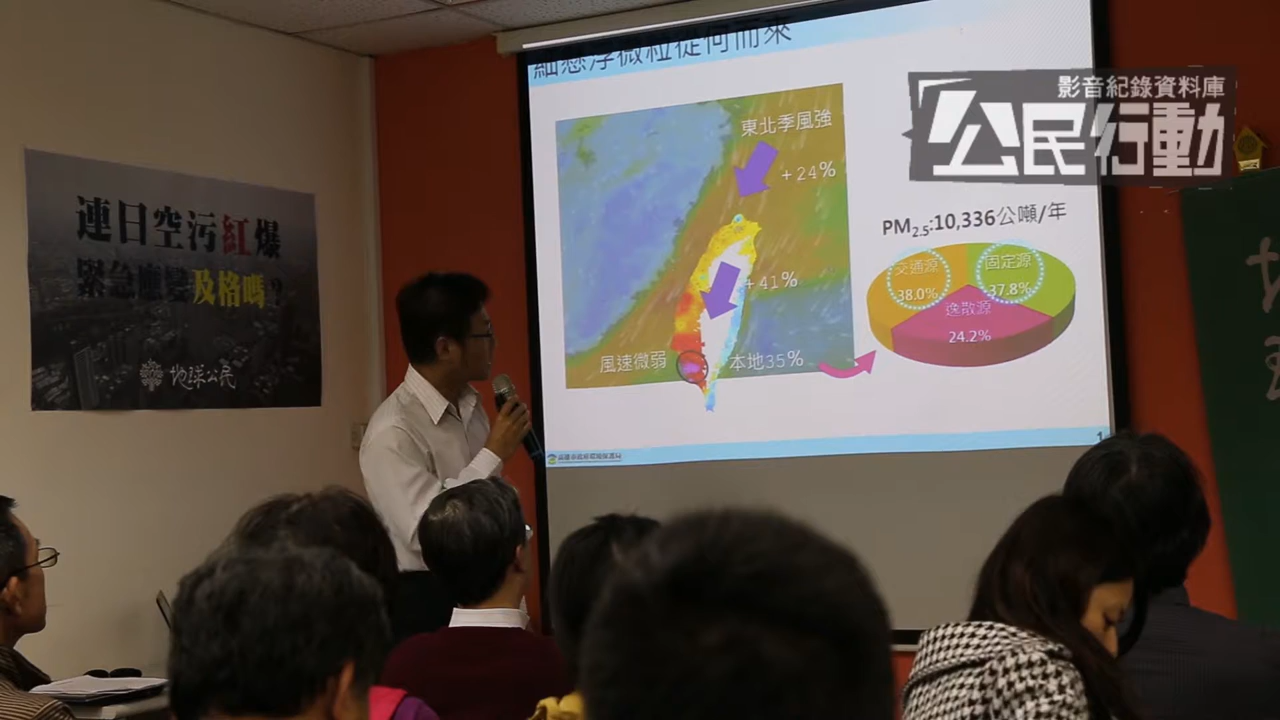 細懸浮微粒從何而來
影音紀錄資料庫
公民行動
東北季風強
+24%
+41%
風速微弱
本地35%
PM2.5:10,336公噸/年
交通源
38.0%
固定源
37.8%
逸散源
24.2%
1
連日空污紅爆
緊急應變及格嗎?
地球公民
地